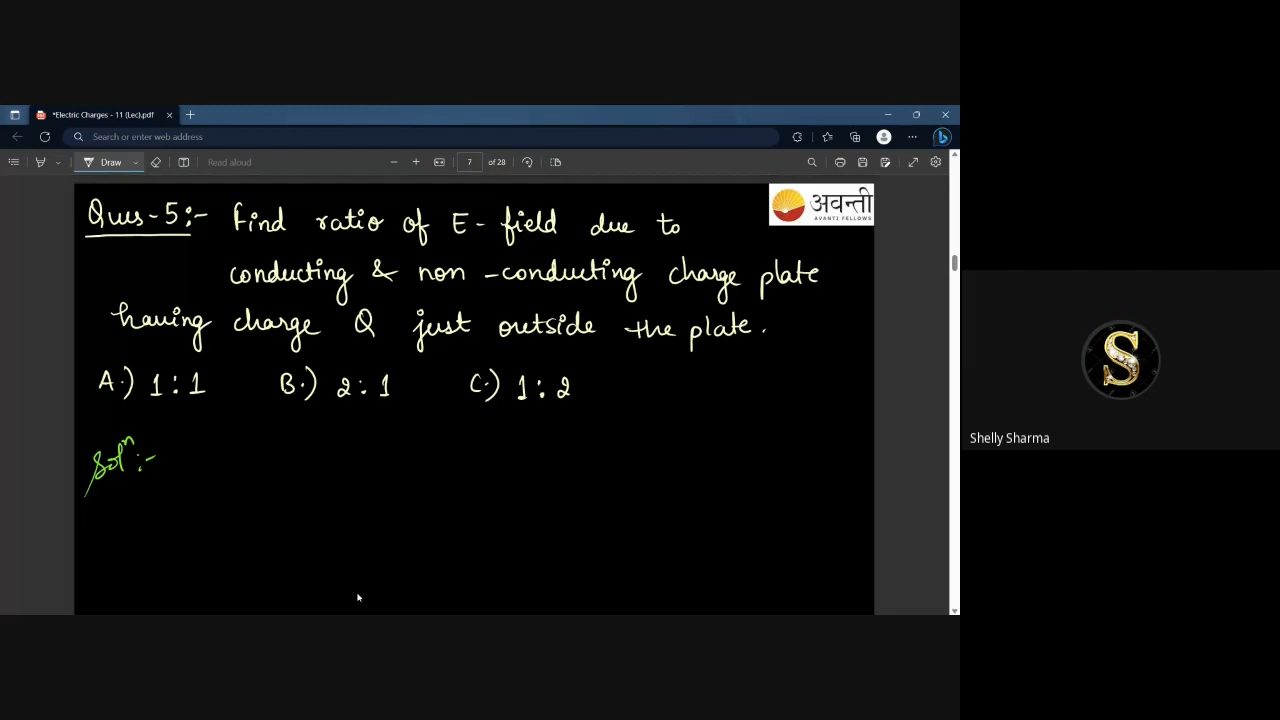 *Electric Charges - 11 (Lec).pdf
Search or enter web address
Draw
Read aloud
7
of 28
Ques-5:- Find ratio of E-field due to
conducting & non-conducting charge plate
having charge Q just outside the plate.
A.) 1:1 B.) 2:1 C.) 1:2
Solⁿ:-
अवन्ती
AVANTI FELLOWS
S
Shelly Sharma